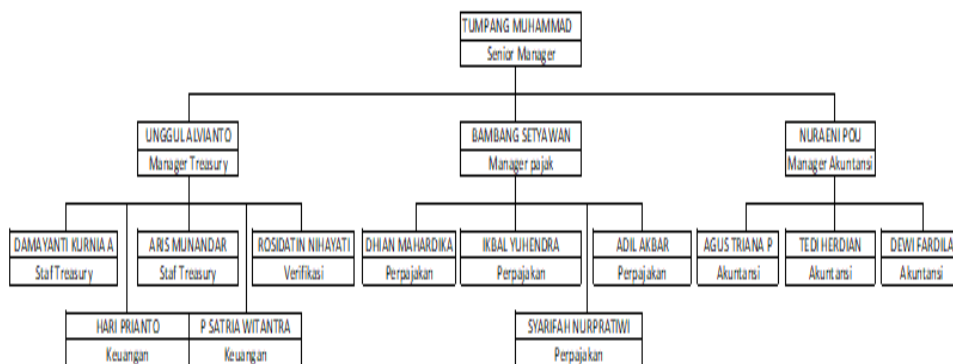 TUMPANG MUHAMMAD
Senior Manager
UNGGUL ALVIANTO
Manager Treasury
BAMBANG SETYAWAN
Manager pajak
NURAENI POU
Manager Akuntansi
DAMAYANTI KURNIA A
Staf Treasury
ARIS MUNANDAR
Staf Treasury
ROSIDATIN NIHAYATI
Verifikasi
DHIAN MAHARDIKA
Perpajakan
IKBAL YUHENDRA
Perpajakan
ADIL AKBAR
Perpajakan
AGUS TRIANA P
Akuntansi
TEDI HERDIAN
Akuntansi
DEWI FARDILA
Akuntansi
HARI PRIANTO
Keuangan
P SATRIA WITANTRA
Keuangan
SYARIFAH NURPRATIWI
Perpajakan